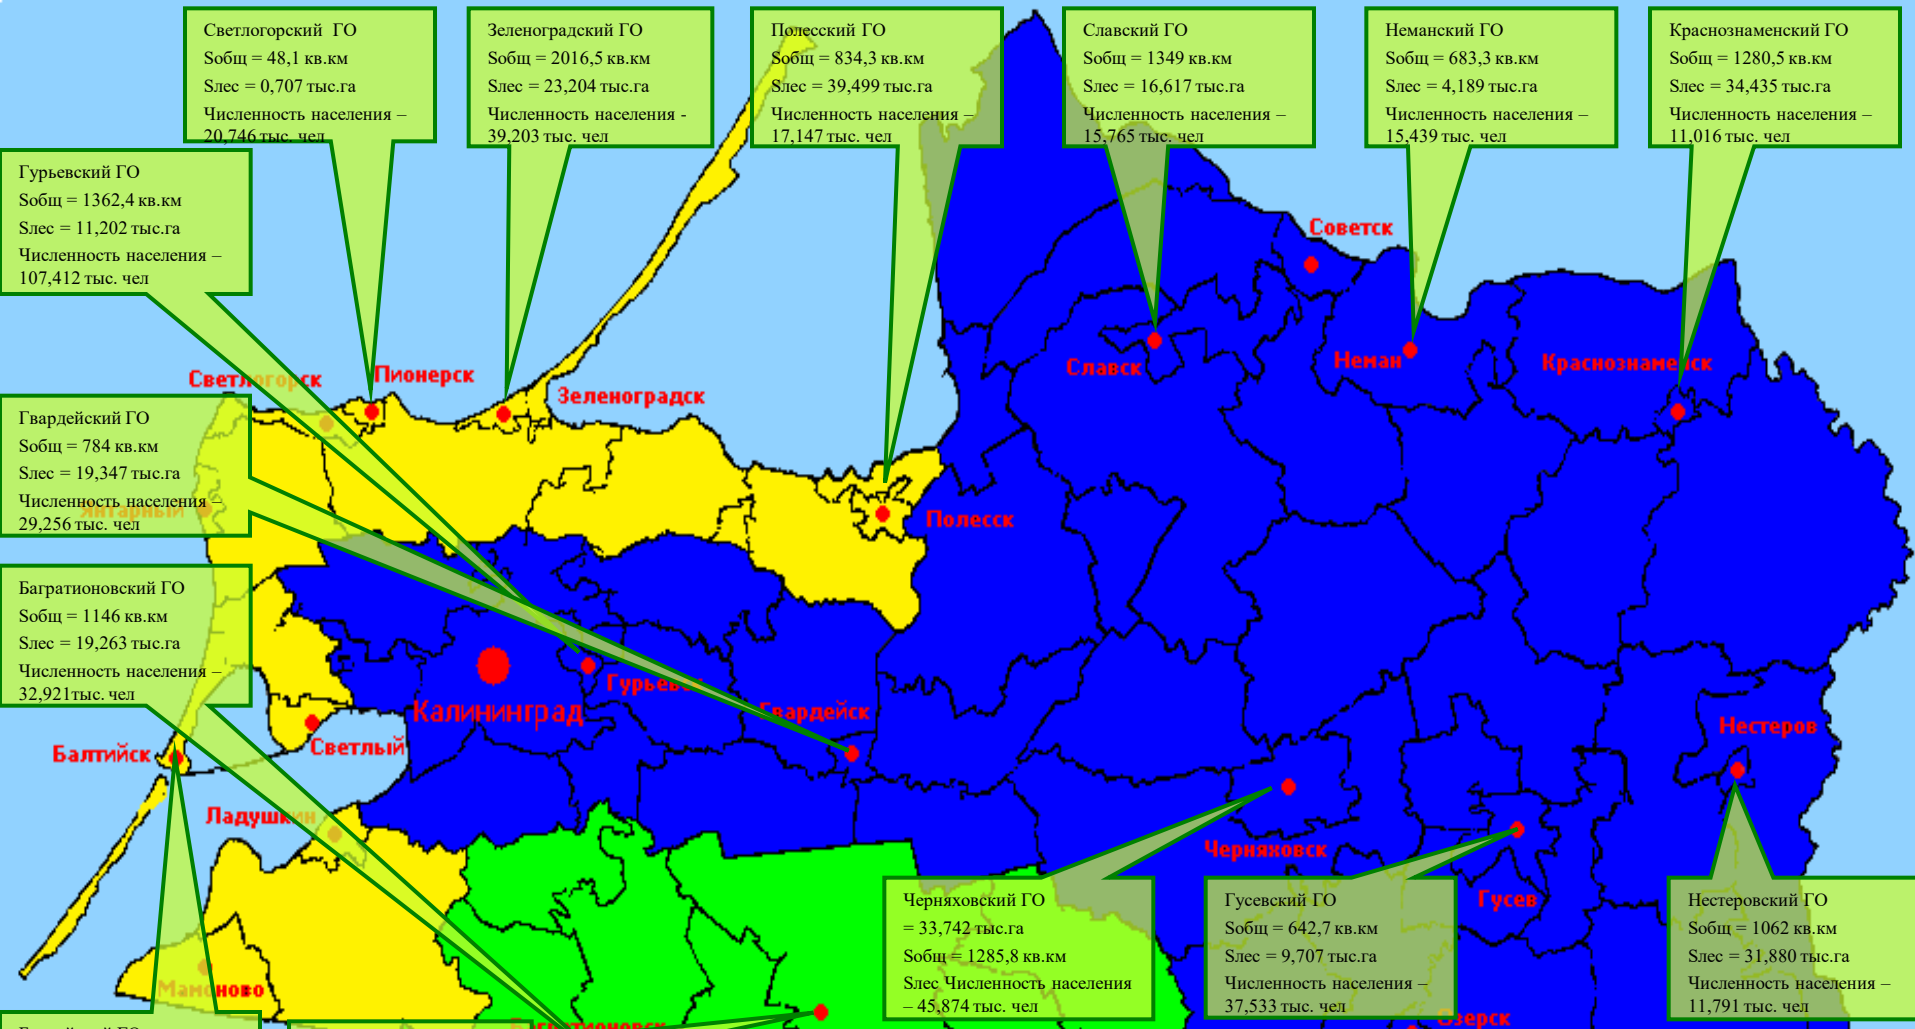 Светлогорский ГО
Sобщ = 48,1 кв.км
Sлес = 0,707 тыс.га
Численность населения –
20,746 тыс. чел
Зеленоградский ГО
Sобщ = 2016,5 кв.км
Sлес = 23,204 тыс.га
Численность населения -
39,203 тыс. чел
Полесский ГО
Sобщ = 834,3 кв.км
Sлес = 39,499 тыс.га
Численность населения –
17,147 тыс. чел
Славский ГО
Sобщ = 1349 кв.км
Sлес = 16,617 тыс.га
Численность населения –
15,765 тыс. чел
Неманский ГО
Sобщ = 683,3 кв.км
Sлес = 4,189 тыс.га
Численность населения –
15,439 тыс. чел
Краснознаменский ГО
Sобщ = 1280,5 кв.км
Sлес = 34,435 тыс.га
Численность населения –
11,016 тыс. чел
Гурьевский ГО
Sобщ = 1362,4 кв.км
Sлес = 11,202 тыс.га
Численность населения –
107,412 тыс. чел
Советск
Славск
Неман
Краснознаменск
Светлогорск
Пионерск
Зеленоградск
Гвардейский ГО
Sобщ = 784 кв.км
Sлес = 19,347 тыс.га
Численность населения –
29,256 тыс. чел
Янтарный
Полесск
Багратионовский ГО
Sобщ = 1146 кв.км
Sлес = 19,263 тыс.га
Численность населения –
32,921тыс. чел
Гурьевск
Калининград
Гвардейск
Нестеров
Светлый
Балтийск
Ладушкин
Черняховск
Гусев
Черняховский ГО
= 33,742 тыс.га
Sобщ = 1285,8 кв.км
Sлес Численность населения
– 45,874 тыс. чел
Гусевский ГО
Sобщ = 642,7 кв.км
Sлес = 9,707 тыс.га
Численность населения –
37,533 тыс. чел
Нестеровский ГО
Sобщ = 1062 кв.км
Sлес = 31,880 тыс.га
Численность населения –
11,791 тыс. чел
Мамоново
Багратионовск
Озерск